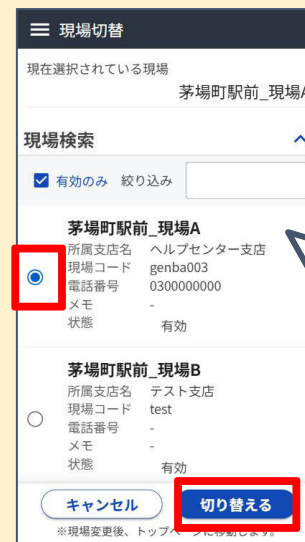 現場切替
現在選択されている現場
茅場町駅前_現場A
現場検索
有効のみ 絞り込み
茅場町駅前_現場A
所属支店名 ヘルプセンター支店
現場コード genba003
電話番号 0300000000
メモ -
状態 有効
茅場町駅前_現場B
所属支店名 テスト支店
現場コード test
電話番号 -
メモ -
状態 有効
キャンセル 切り替える
※現場変更後、トップページに移動します。